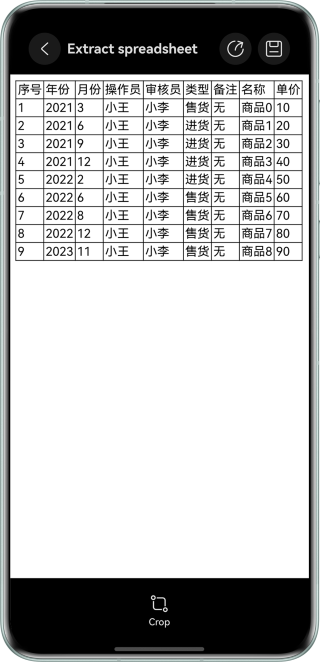 Extract spreadsheet
序号 年份 月份 操作员 审核员 类型 备注 名称 单价
1 2021 3 小王 小李 售货 无 商品0 10
2 2021 6 小王 小李 进货 无 商品1 20
3 2021 9 小王 小李 进货 无 商品2 30
4 2021 12 小王 小李 进货 无 商品3 40
5 2022 2 小王 小李 进货 无 商品4 50
6 2022 6 小王 小李 售货 无 商品5 60
7 2022 8 小王 小李 售货 无 商品6 70
8 2022 12 小王 小李 售货 无 商品7 80
9 2023 11 小王 小李 售货 无 商品8 90
Crop